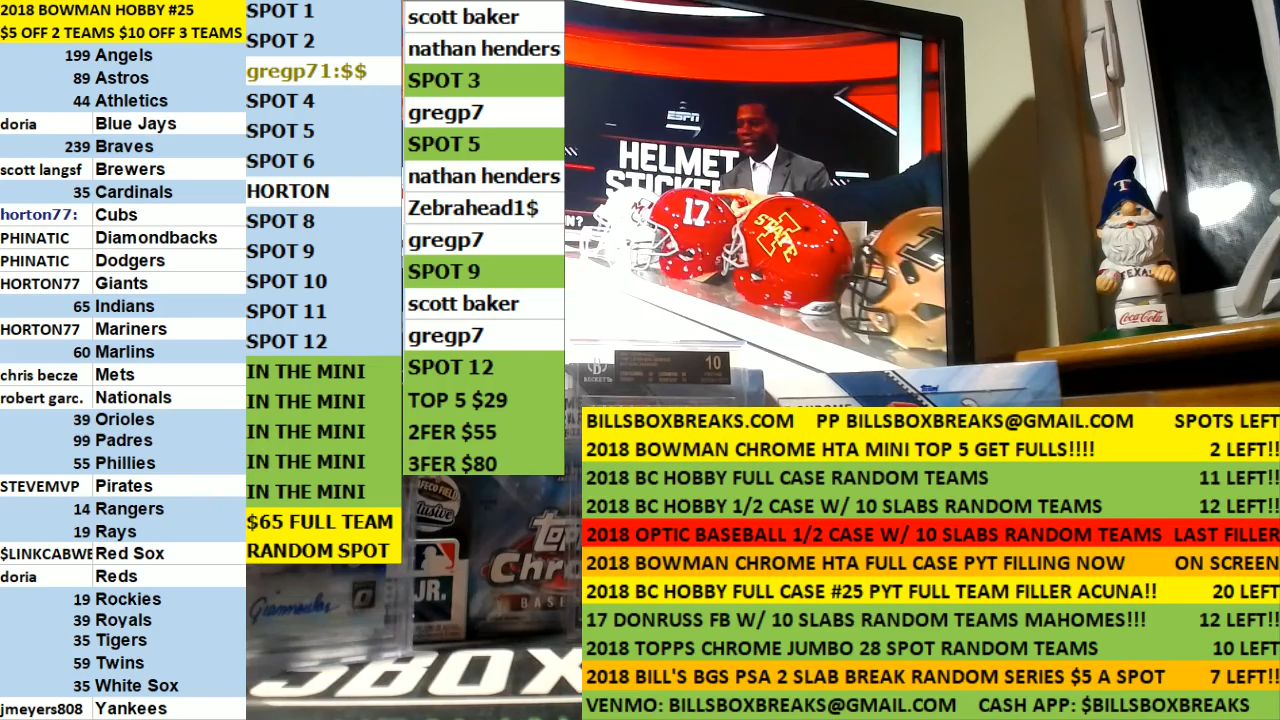 2018 BOWMAN HOBBY #25
$5 OFF 2 TEAMS $10 OFF 3 TEAMS
199 Angels
89 Astros
44 Athletics
doria Blue Jays
239 Braves
scott langsf Brewers
35 Cardinals
horton77: Cubs
PHINATIC Diamondbacks
PHINATIC Dodgers
HORTON77 Giants
65 Indians
HORTON77 Mariners
60 Marlins
chris becze Mets
robert garc. Nationals
39 Orioles
99 Padres
55 Phillies
STEVEMVP Pirates
14 Rangers
19 Rays
$LINKCABWE Red Sox
doria Reds
19 Rockies
39 Royals
35 Tigers
59 Twins
35 White Sox
jmeyers808 Yankees
SPOT 1
SPOT 2
gregp71:$$
SPOT 4
SPOT 5
SPOT 6
HORTON
SPOT 8
SPOT 9
SPOT 10
SPOT 11
SPOT 12
IN THE MINI
IN THE MINI
IN THE MINI
IN THE MINI
IN THE MINI
$65 FULL TEAM
RANDOM SPOT
scott baker
nathan henders
SPOT 3
gregp7
SPOT 5
nathan henders
Zebrahead1$
gregp7
SPOT 9
scott baker
gregp7
SPOT 12
TOP 5 $29
2FER $55
3FER $80
ESPN
HELMET
STICKE
17
STATE
T
TEXAS
Coca-Cola
10
BECKETT
topps
BILLSBOXBREAKS.COM PP BILLSBOXBREAKS@GMAIL.COM SPOTS LEFT
2018 BOWMAN CHROME HTA MINI TOP 5 GET FULLS!!!! 2 LEFT!!
2018 BC HOBBY FULL CASE RANDOM TEAMS 11 LEFT!!
2018 BC HOBBY 1/2 CASE W/ 10 SLABS RANDOM TEAMS 12 LEFT!!
2018 OPTIC BASEBALL 1/2 CASE W/ 10 SLABS RANDOM TEAMS LAST FILLER
2018 BOWMAN CHROME HTA FULL CASE PYT FILLING NOW ON SCREEN
2018 BC HOBBY FULL CASE #25 PYT FULL TEAM FILLER ACUNA!! 20 LEFT
17 DONRUSS FB W/ 10 SLABS RANDOM TEAMS MAHOMES!!! 12 LEFT!!
2018 TOPPS CHROME JUMBO 28 SPOT RANDOM TEAMS 10 LEFT
2018 BILL'S BGS PSA 2 SLAB BREAK RANDOM SERIES $5 A SPOT 7 LEFT!!
VENMO: BILLSBOXBREAKS@GMAIL.COM CASH APP: $BILLSBOXBREAKS
JR.
topps
Chro
BASE
SBOX